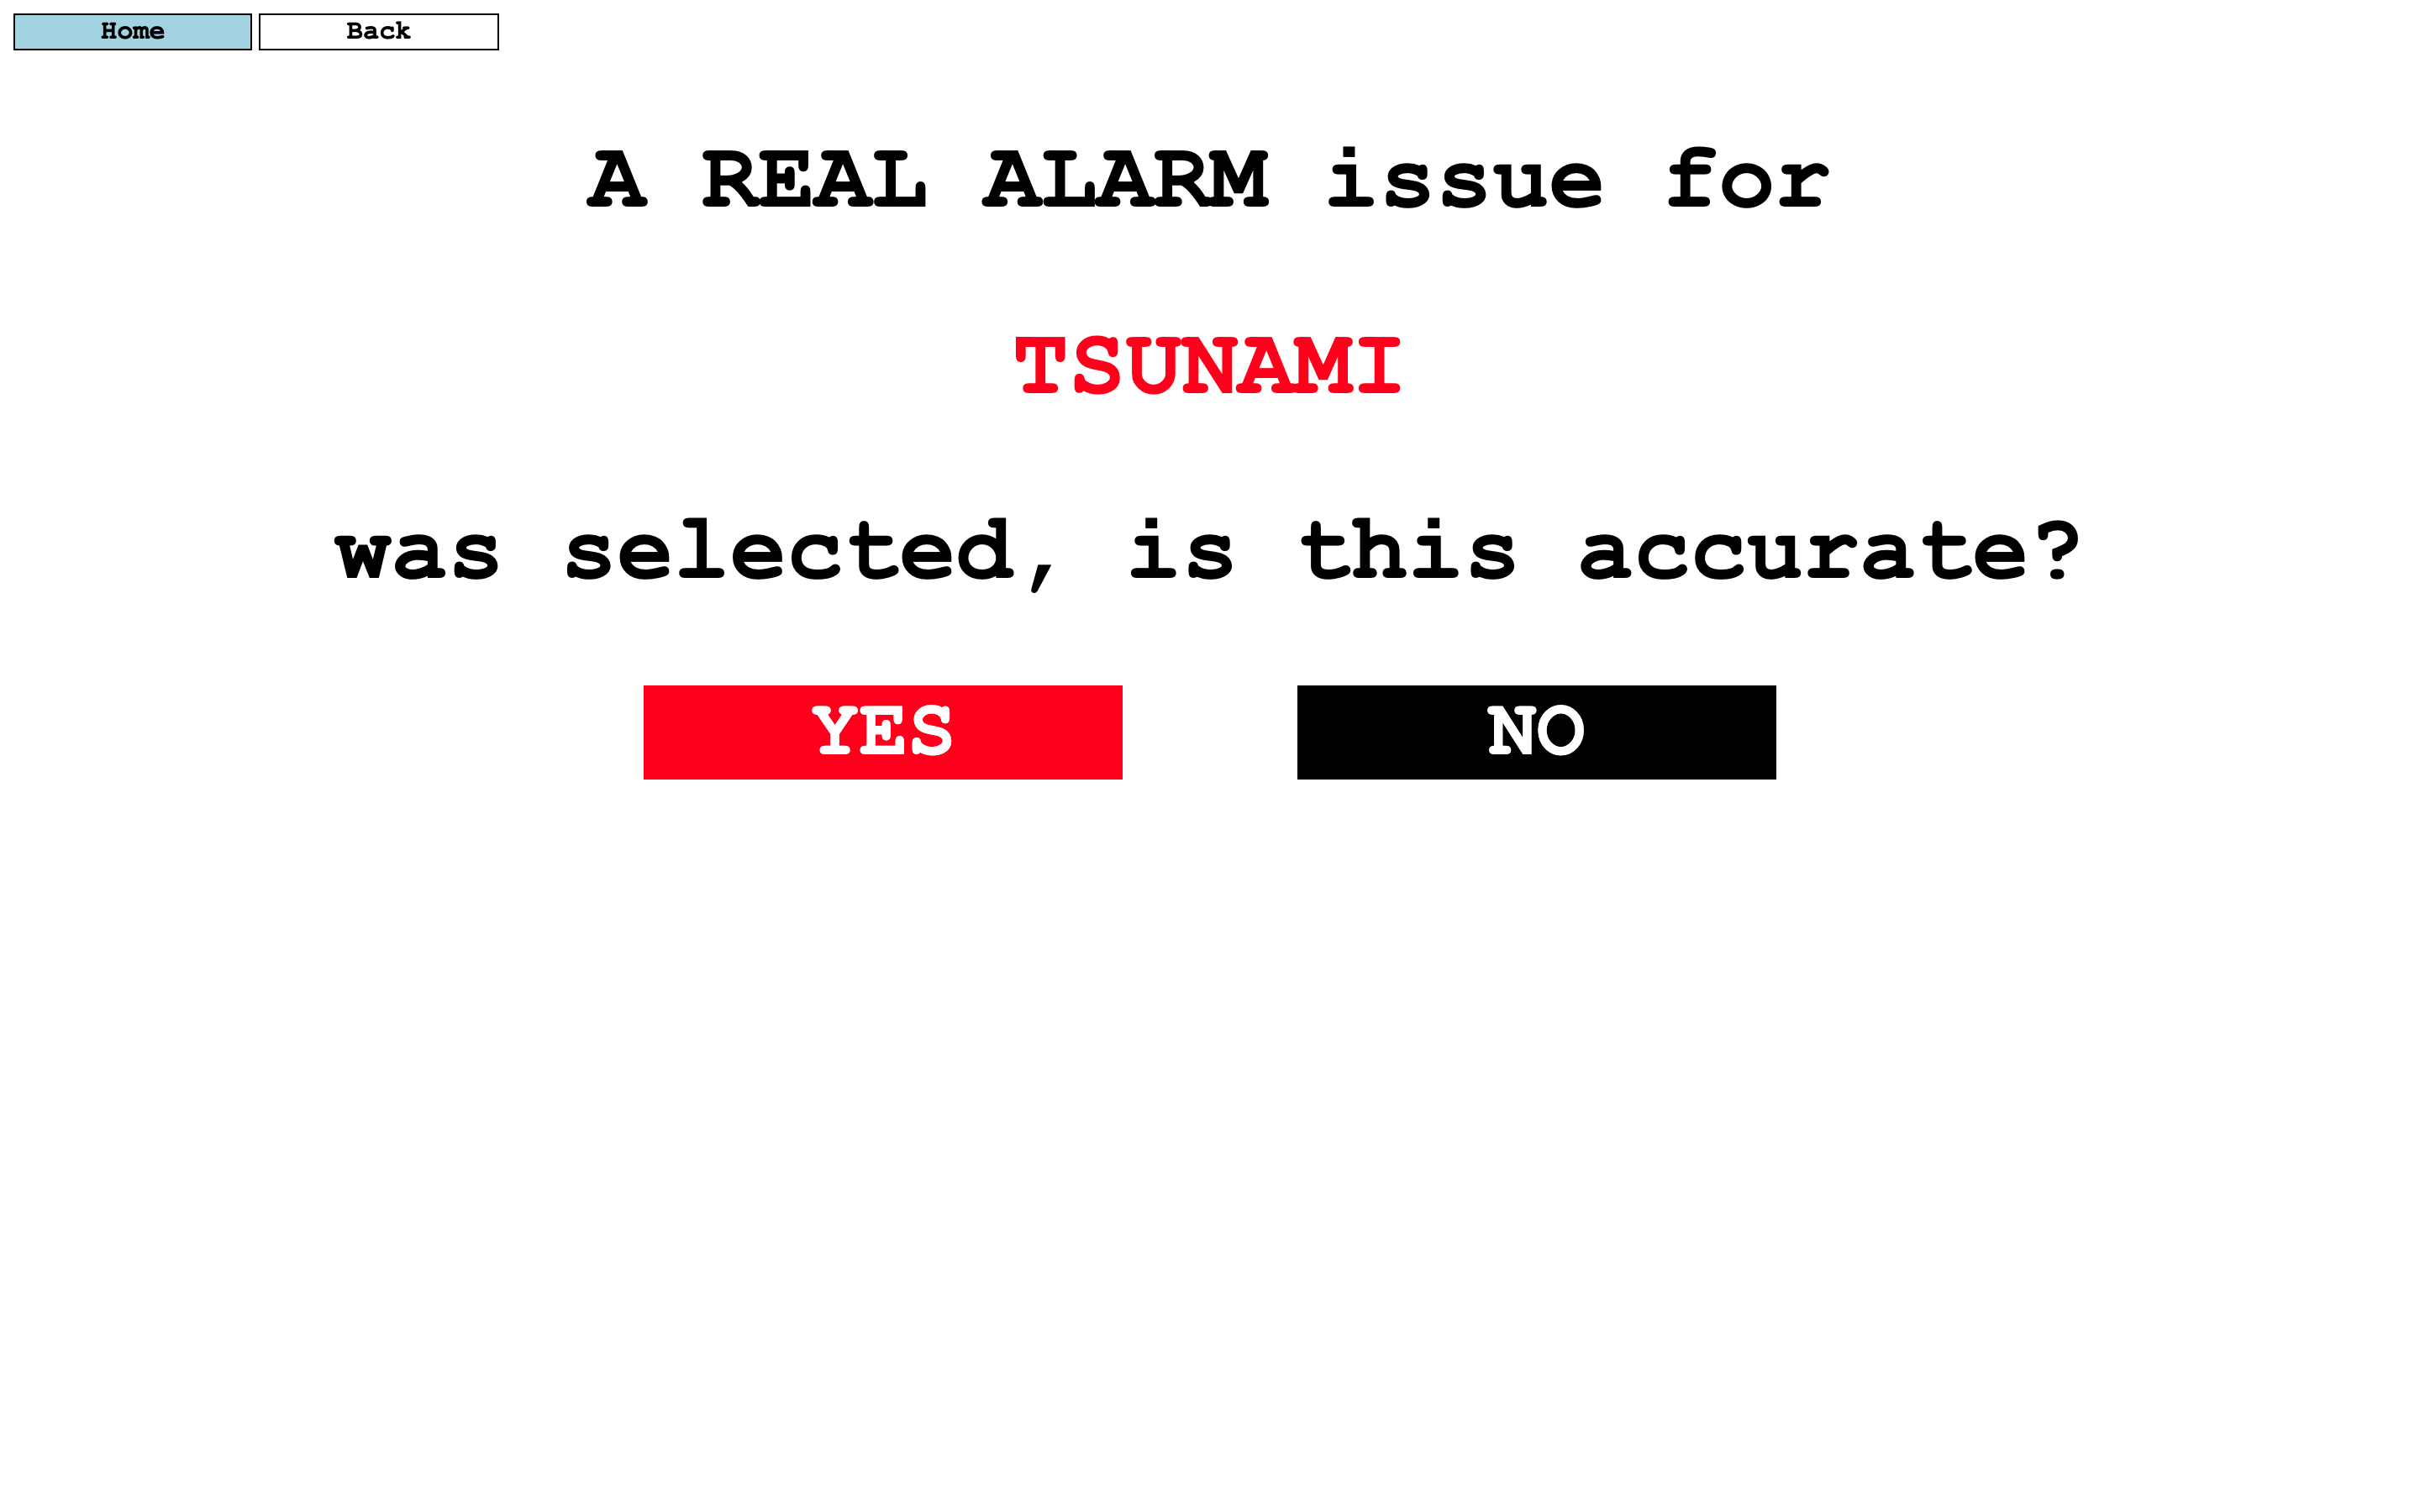 Home Back
A REAL ALARM issue for
TSUNAMI
was selected, is this accurate?
YES NO